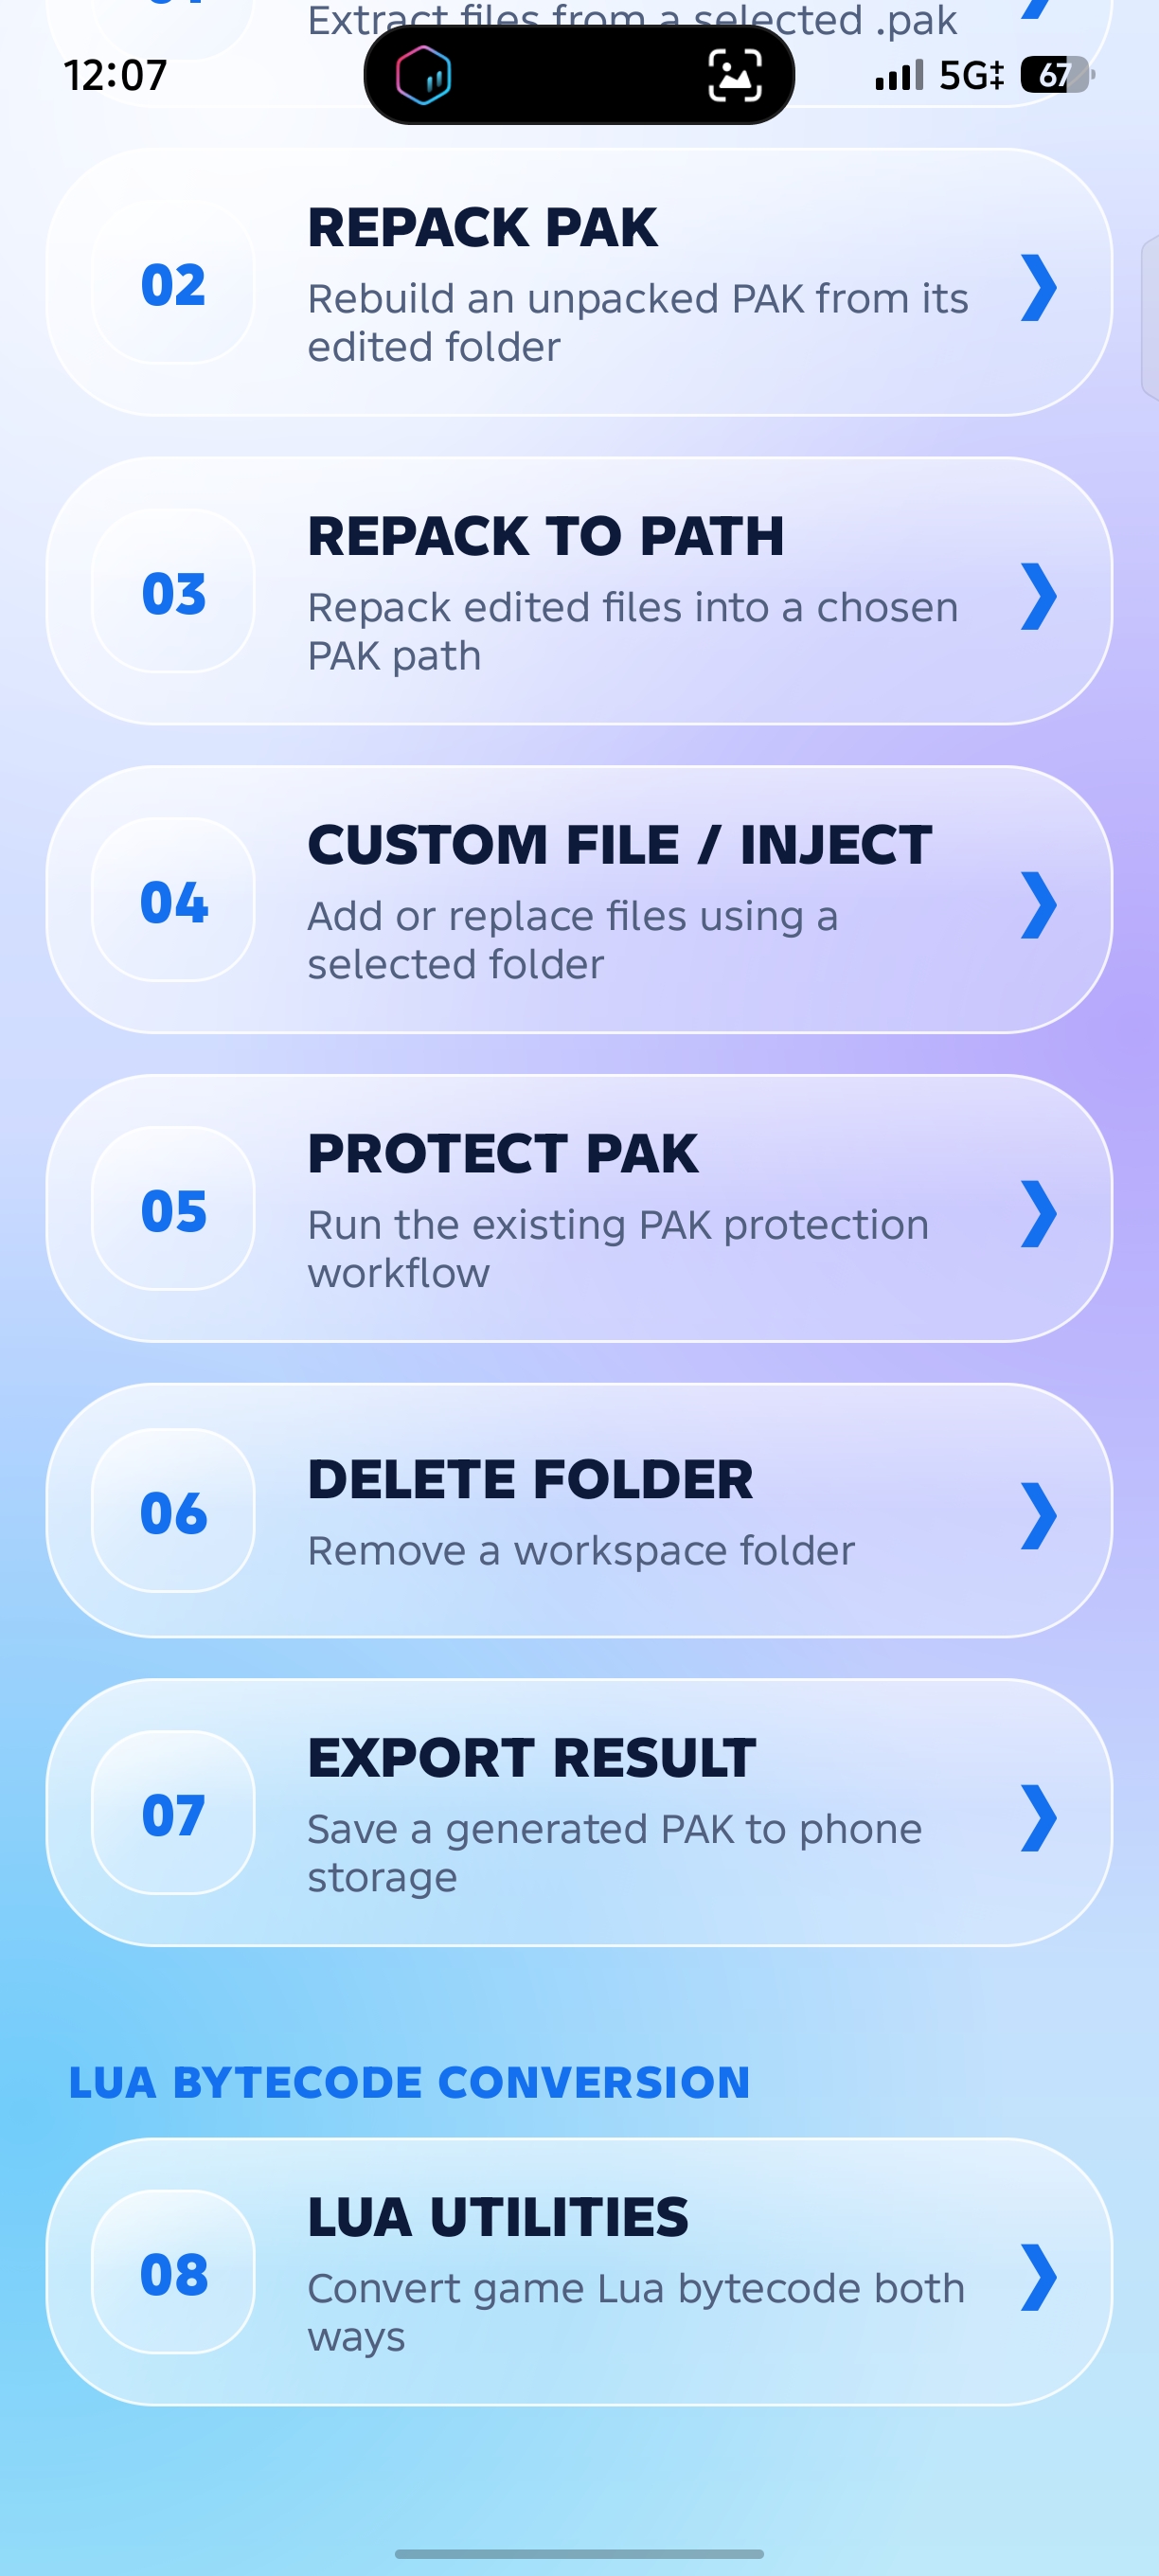 Extract files from a selected .pak
12:07
5G‡
67
02
REPACK PAK
Rebuild an unpacked PAK from its
edited folder
03
REPACK TO PATH
Repack edited files into a chosen
PAK path
04
CUSTOM FILE / INJECT
Add or replace files using a
selected folder
05
PROTECT PAK
Run the existing PAK protection
workflow
06
DELETE FOLDER
Remove a workspace folder
07
EXPORT RESULT
Save a generated PAK to phone
storage
LUA BYTECODE CONVERSION
08
LUA UTILITIES
Convert game Lua bytecode both
ways